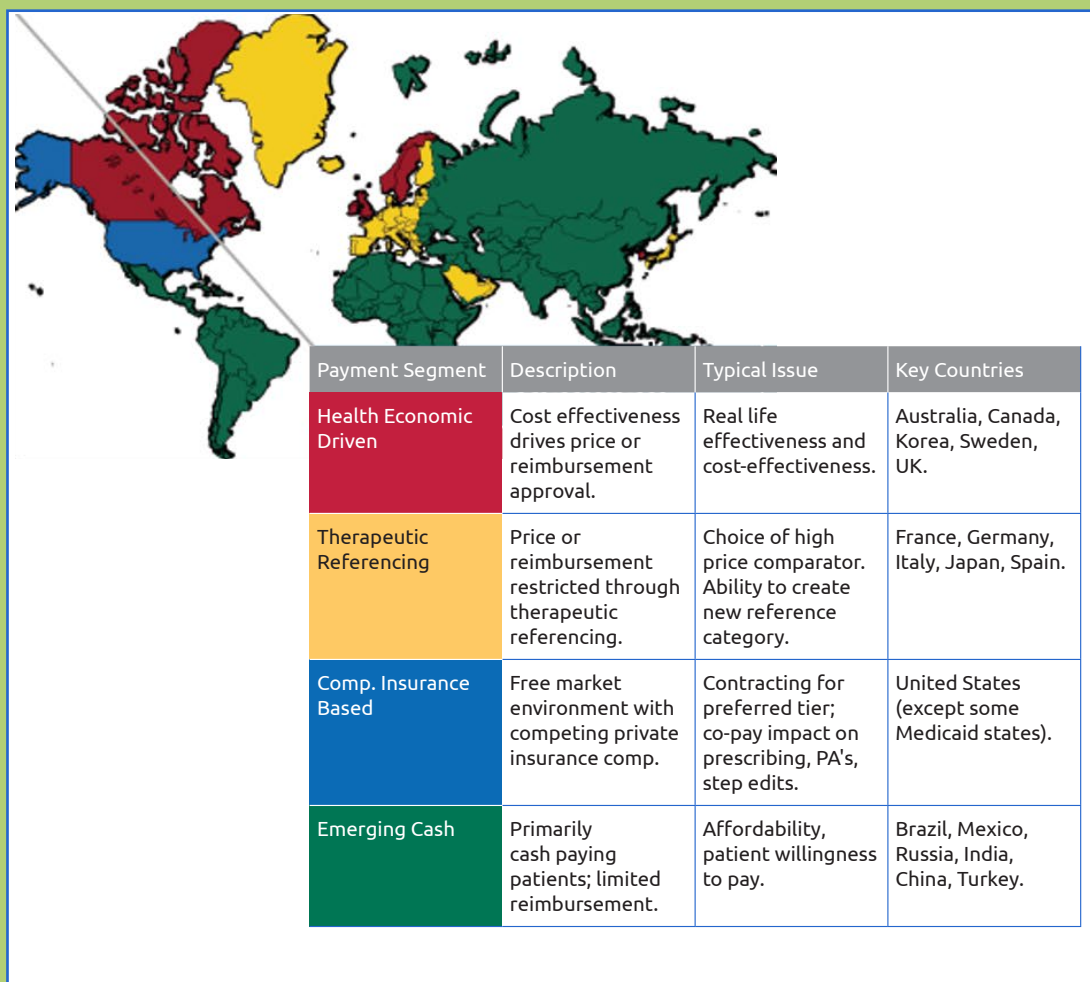 Payment Segment
Description
Typical Issue
Key Countries
Health Economic
Driven
Cost effectiveness
drives price or
reimbursement
approval.
Real life
effectiveness and
cost-effectiveness.
Australia, Canada,
Korea, Sweden,
UK.
Therapeutic
Referencing
Price or
reimbursement
restricted through
therapeutic
referencing.
Choice of high
price comparator.
Ability to create
new reference
category.
France, Germany,
Italy, Japan, Spain.
Comp. Insurance
Based
Free market
environment with
competing private
insurance comp.
Contracting for
preferred tier;
co-pay impact on
prescribing, PA's,
step edits.
United States
(except some
Medicaid states).
Emerging Cash
Primarily
cash paying
patients; limited
reimbursement.
Affordability,
patient willingness
to pay.
Brazil, Mexico,
Russia, India,
China, Turkey.